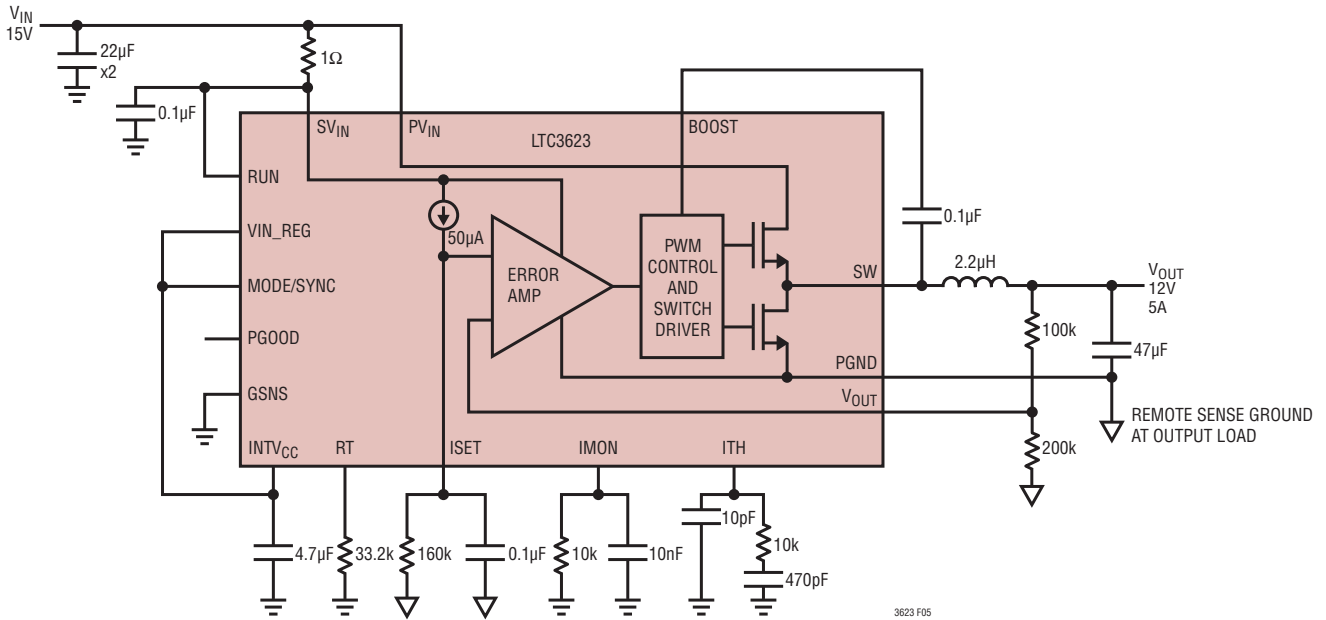 VIN
15V
22µF
x2
1Ω
0.1µF
SVIN
PVIN
LTC3623
BOOST
RUN
VIN_REG
MODE/SYNC
PGOOD
GSNS
INTVCC
RT
ISET
IMON
ITH
50µA
ERROR
AMP
PWM
CONTROL
AND
SWITCH
DRIVER
SW
PGND
VOUT
0.1µF
2.2µH
VOUT
12V
5A
100k
47µF
200k
REMOTE SENSE GROUND
AT OUTPUT LOAD
4.7µF
33.2k
160k
0.1µF
10k
10nF
10pF
10k
470pF
3623 F05